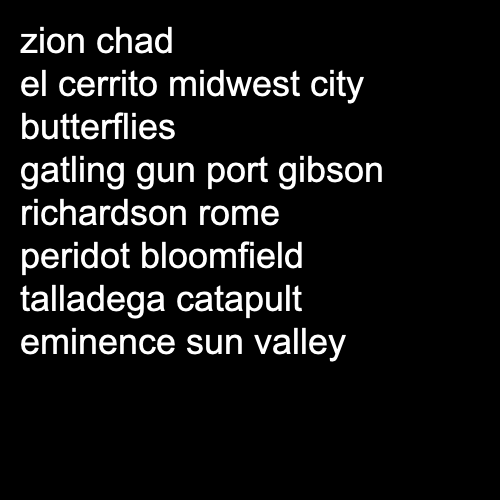 zion chad
el cerrito midwest city
butterflies
gatling gun port gibson
richardson rome
peridot bloomfield
talladega catapult
eminence sun valley